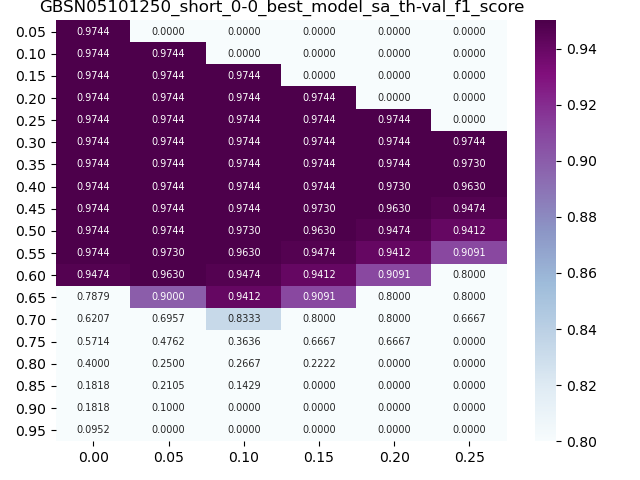 GBSN05101250_short_0-0_best_model_sa_th-val_f1_score
0.05 0.9744 0.0000 0.0000 0.0000 0.0000 0.0000
0.10 0.9744 0.9744 0.0000 0.0000 0.0000 0.0000
0.15 0.9744 0.9744 0.9744 0.0000 0.0000 0.0000
0.20 0.9744 0.9744 0.9744 0.9744 0.0000 0.0000
0.25 0.9744 0.9744 0.9744 0.9744 0.9744 0.0000
0.30 0.9744 0.9744 0.9744 0.9744 0.9744 0.9744
0.35 0.9744 0.9744 0.9744 0.9744 0.9744 0.9730
0.40 0.9744 0.9744 0.9744 0.9744 0.9730 0.9630
0.45 0.9744 0.9744 0.9744 0.9730 0.9630 0.9474
0.50 0.9744 0.9744 0.9730 0.9630 0.9474 0.9412
0.55 0.9744 0.9730 0.9630 0.9474 0.9412 0.9091
0.60 0.9474 0.9630 0.9474 0.9412 0.9091 0.8000
0.65 0.7879 0.9000 0.9412 0.9091 0.8000 0.8000
0.70 0.6207 0.6957 0.8333 0.8000 0.8000 0.6667
0.75 0.5714 0.4762 0.3636 0.6667 0.6667 0.0000
0.80 0.4000 0.2500 0.2667 0.2222 0.0000 0.0000
0.85 0.1818 0.2105 0.1429 0.0000 0.0000 0.0000
0.90 0.1818 0.1000 0.0000 0.0000 0.0000 0.0000
0.95 0.0952 0.0000 0.0000 0.0000 0.0000 0.0000
0.00 0.05 0.10 0.15 0.20 0.25
0.94
0.92
0.90
0.88
0.86
0.84
0.82
0.80